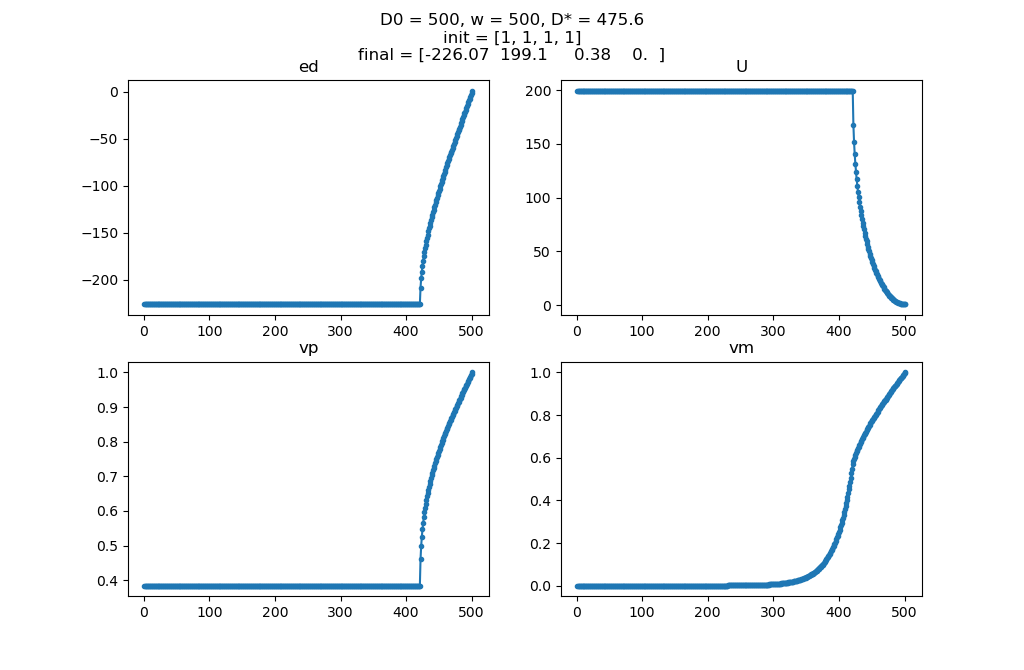 D0 = 500, w = 500, D* = 475.6
init = [1, 1, 1, 1]
final = [-226.07 199.1 0.38 0. ]
ed
0
−50
−100
−150
−200
0 100 200 300 400 500
U
200
150
100
50
0
0 100 200 300 400 500
vp
1.0
0.9
0.8
0.7
0.6
0.5
0.4
0 100 200 300 400 500
vm
1.0
0.8
0.6
0.4
0.2
0.0
0 100 200 300 400 500